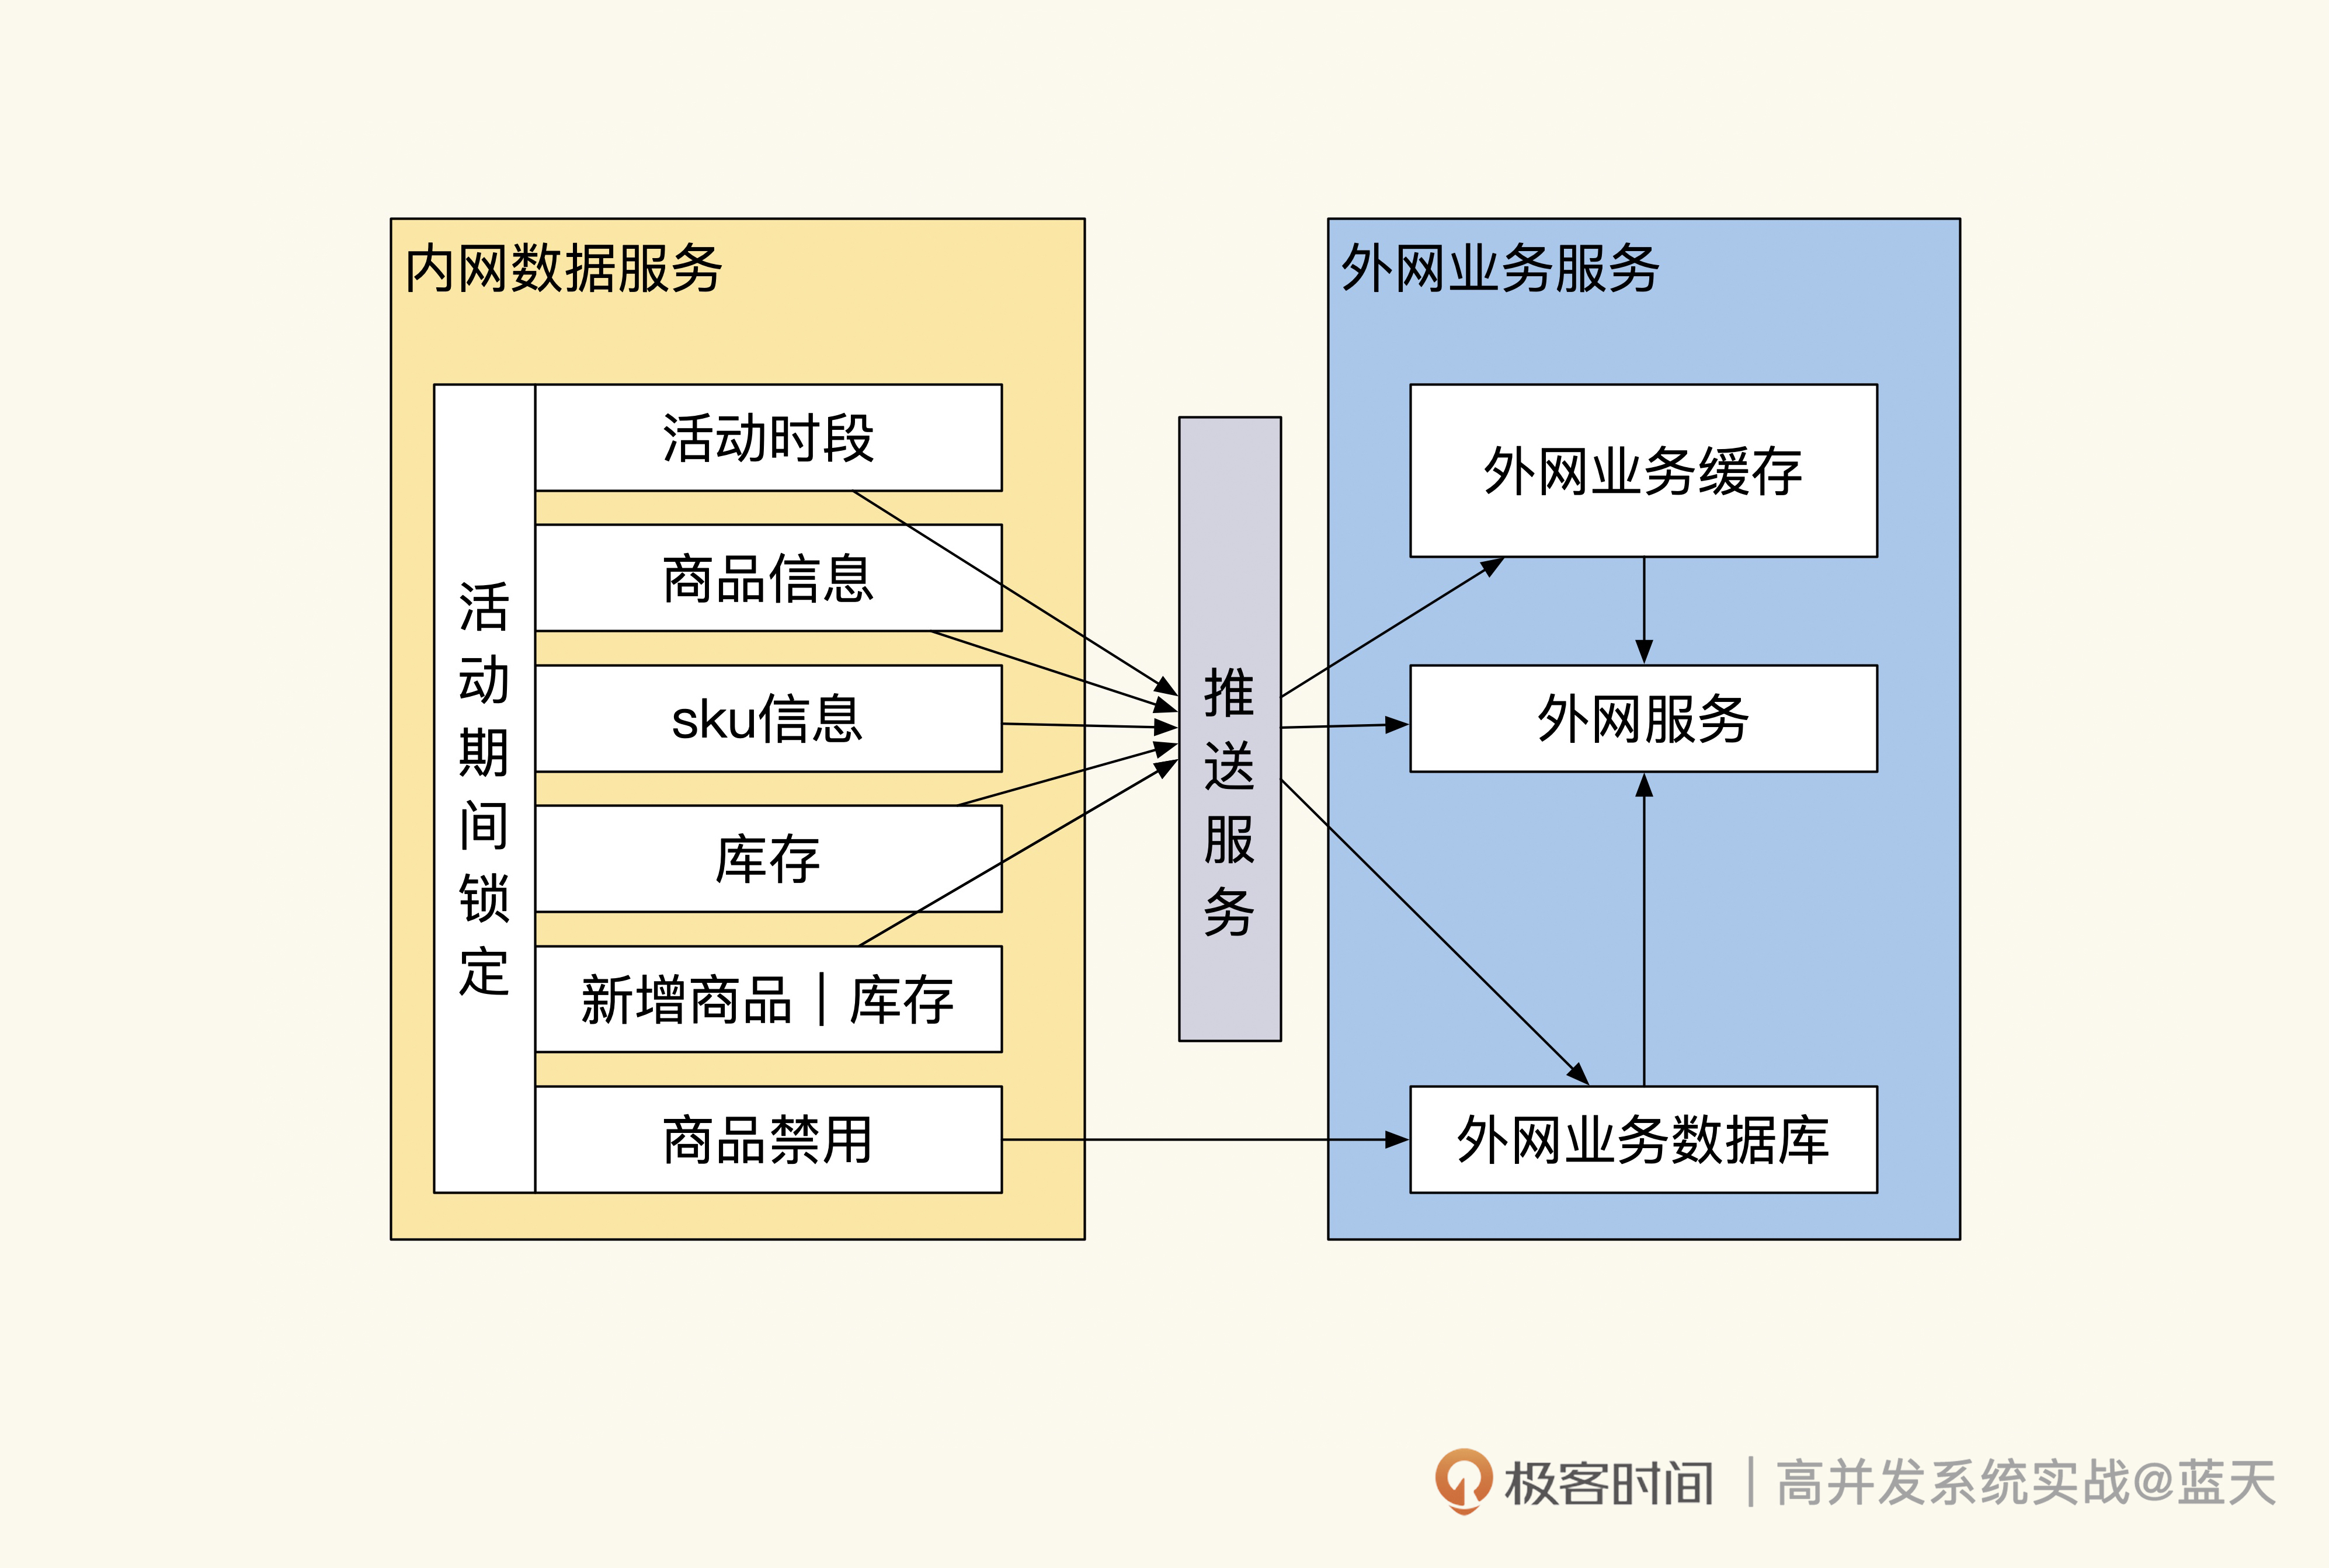 内网数据服务
活动期间锁定
活动时段
商品信息
sku信息
库存
新增商品｜库存
商品禁用
推送服务
外网业务服务
外网业务缓存
外网服务
外网业务数据库
极客时间｜高并发系统实战@蓝天